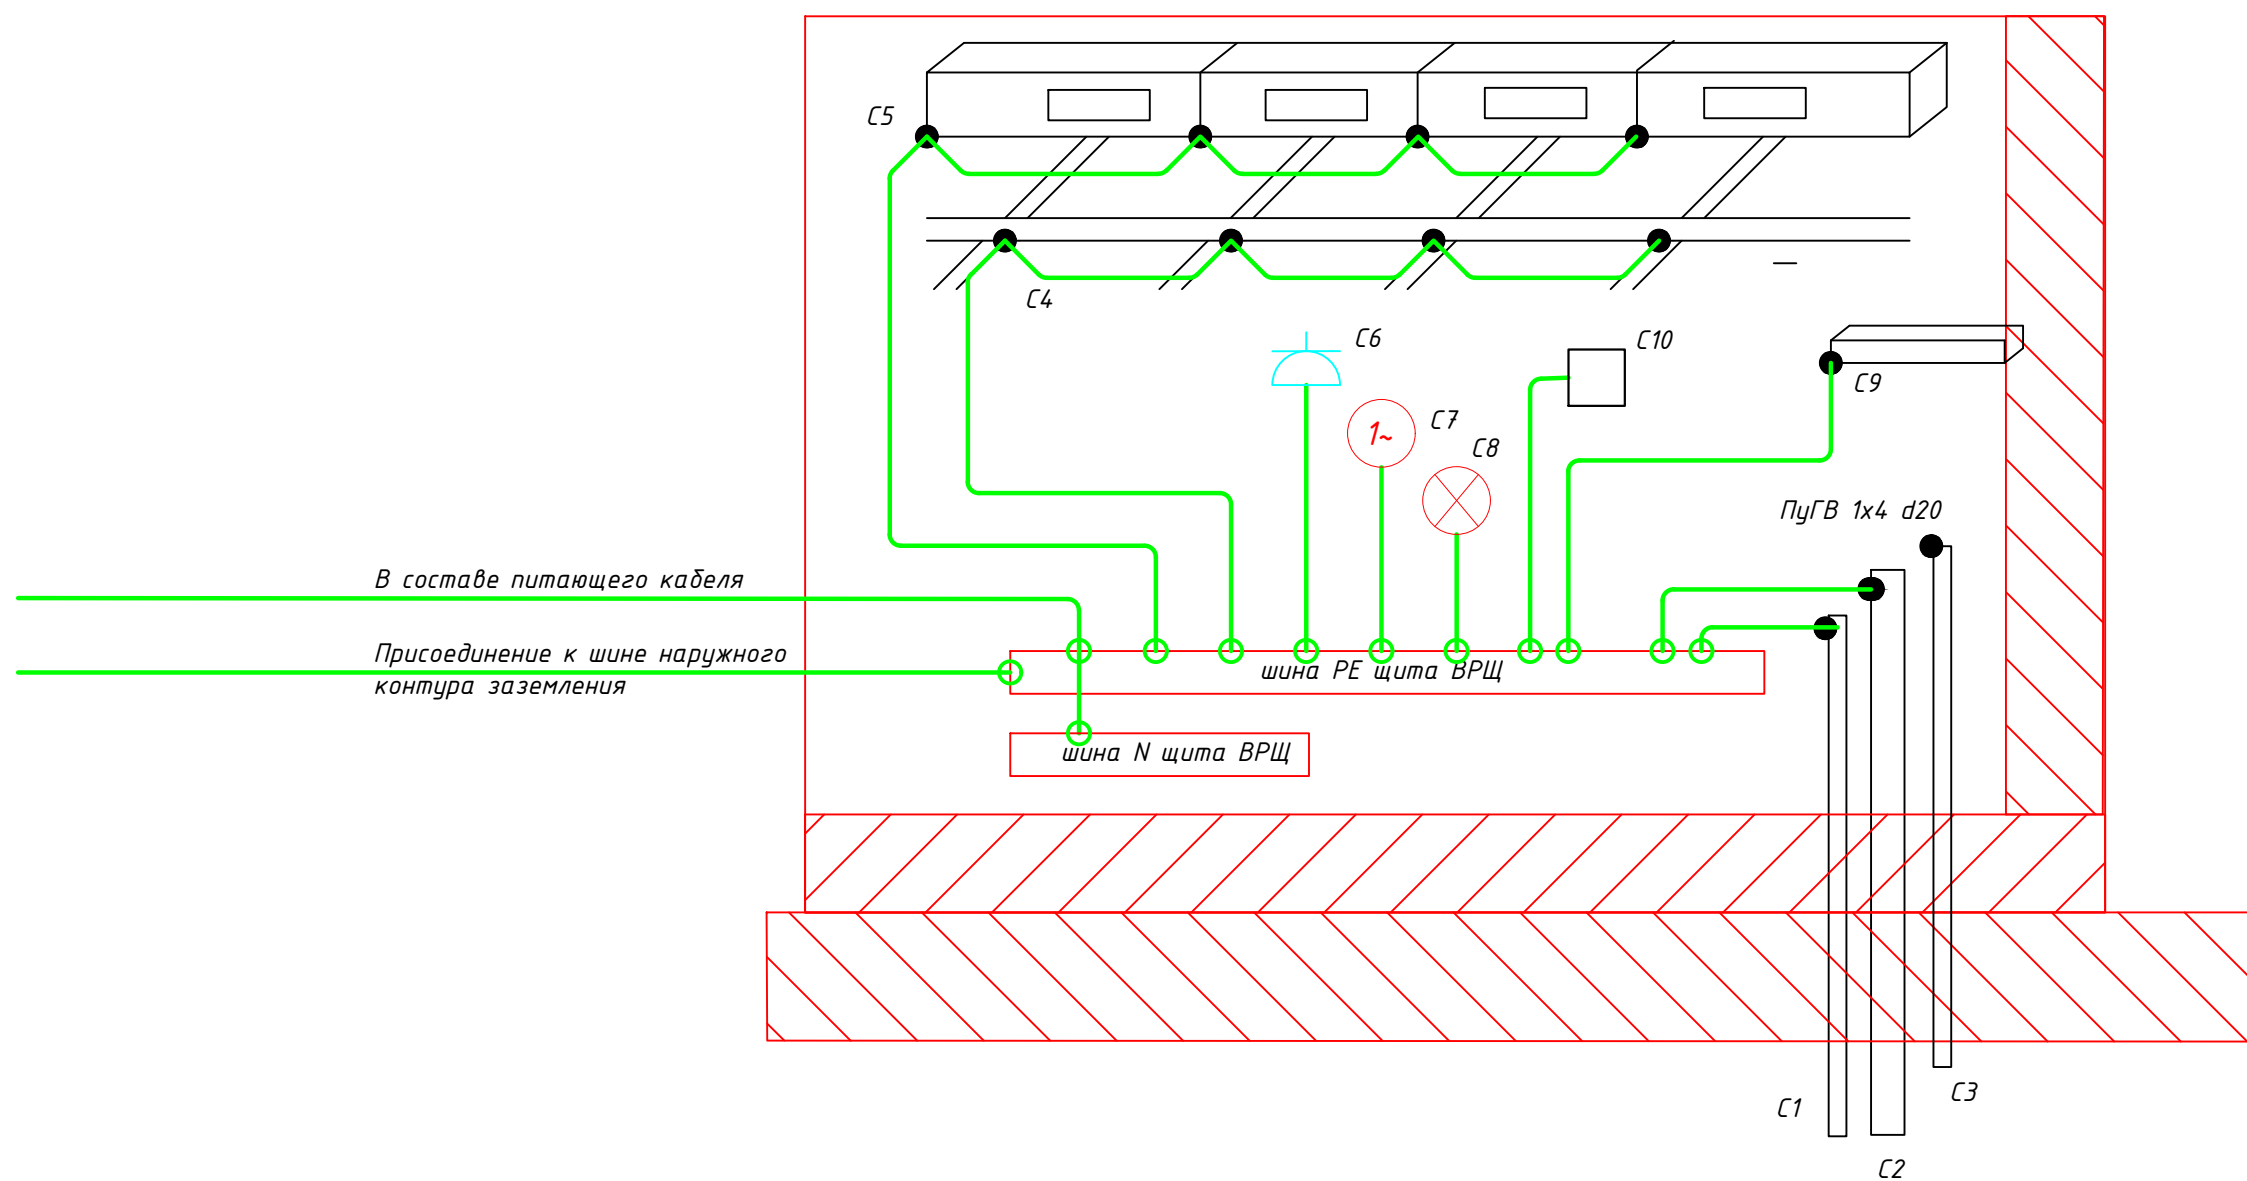 С5
С4
С6
С10
С9
С7
1~
С8
ПуГВ 1х4 d20
В составе питающего кабеля
Присоединение к шине наружного
контура заземления
шина РЕ щита ВРЩ
шина N щита ВРЩ
С3
С1
С2